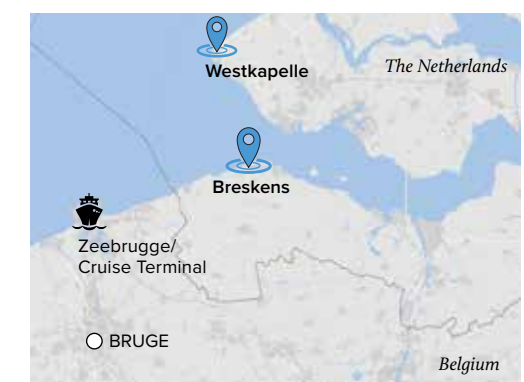 Westkapelle
The Netherlands
Breskens
Zeebrugge/
Cruise Terminal
BRUGE
Belgium